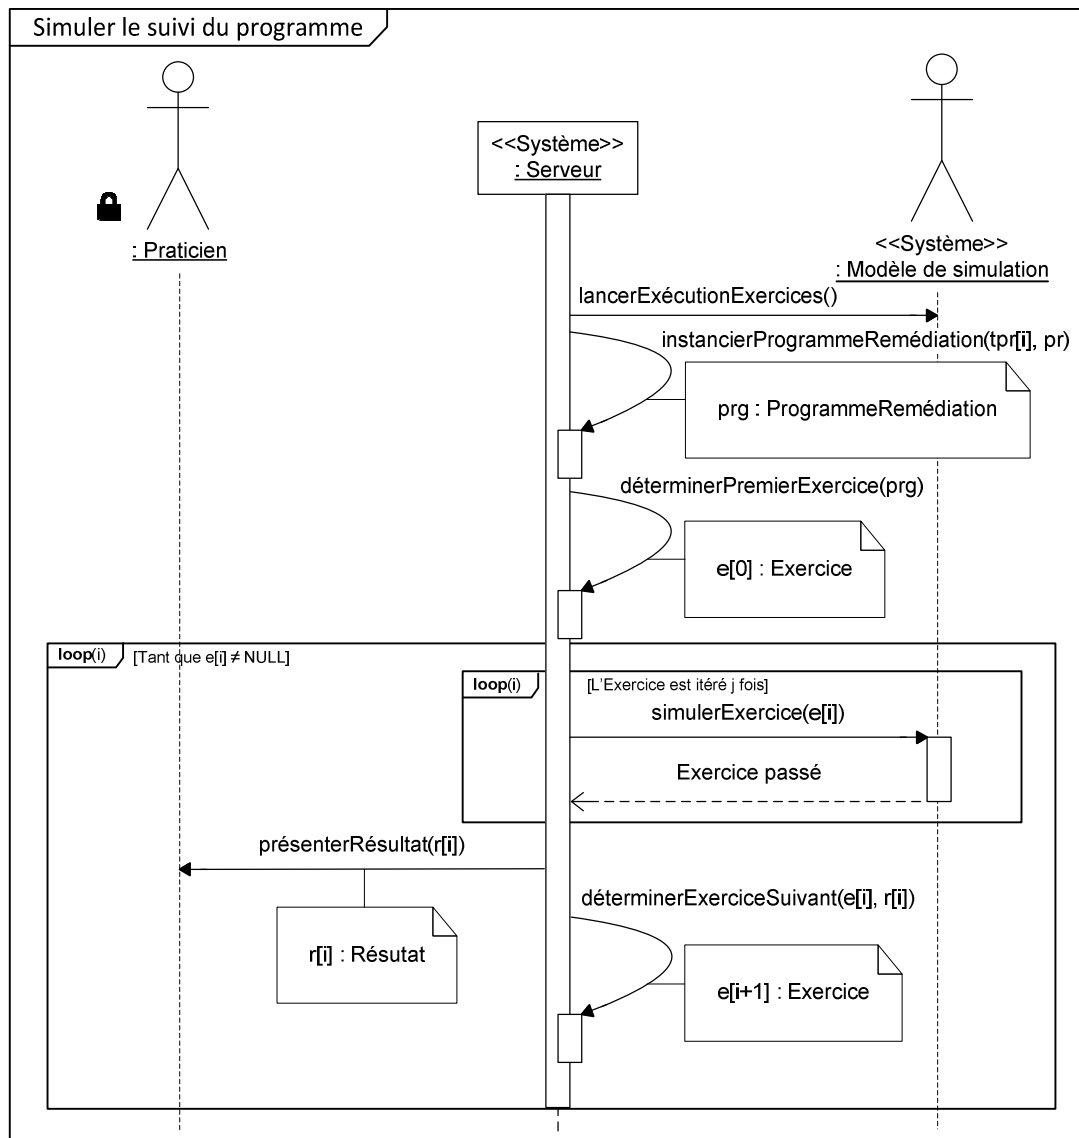 Simuler le suivi du programme
<<Système>>
: Serveur
: Praticien
<<Système>>
: Modèle de simulation
lancerExécutionExercices()
instancierProgrammeRemédiation(tpr[i], pr)
prg : ProgrammeRemédiation
déterminerPremierExercice(prg)
e[0] : Exercice
loop(i) [Tant que e[i] ≠ NULL]
loop(i) [L'Exercice est itéré j fois]
simulerExercice(e[i])
Exercice passé
présenterRésultat(r[i])
déterminerExerciceSuivant(e[i], r[i])
r[i] : Résutat
e[i+1] : Exercice